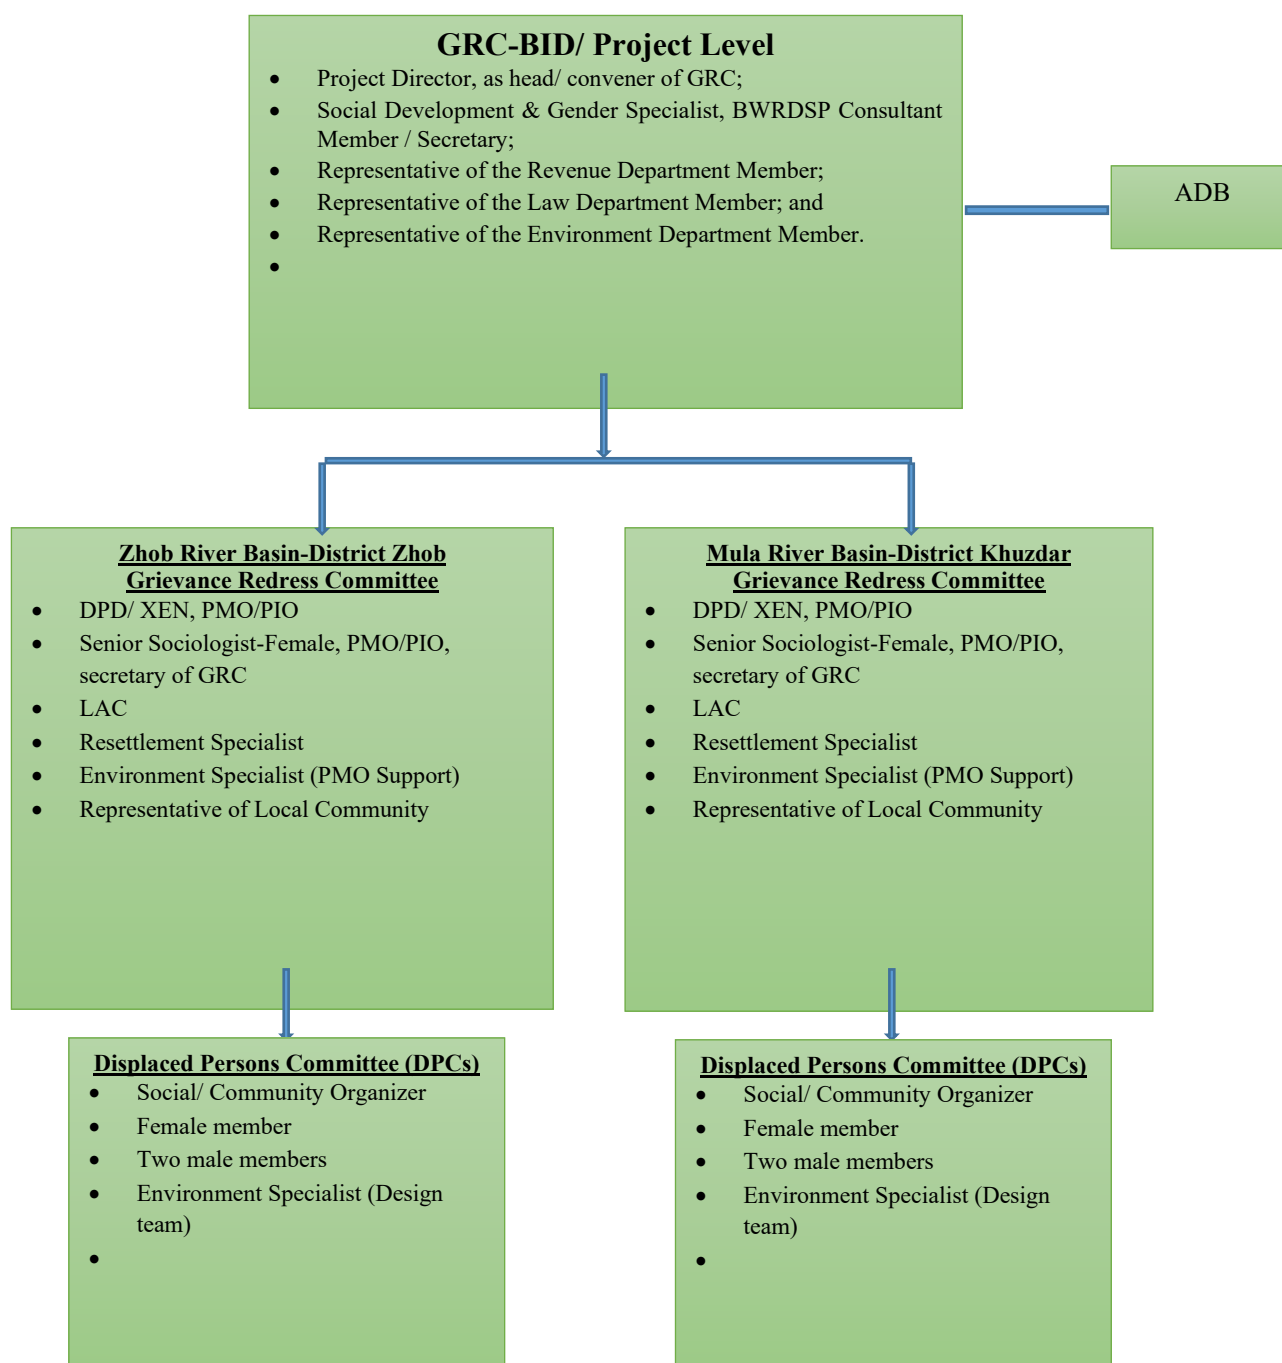 GRC-BID/ Project Level
• Project Director, as head/ convener of GRC;
• Social Development & Gender Specialist, BWRDSP Consultant
Member / Secretary;
• Representative of the Revenue Department Member;
• Representative of the Law Department Member; and
• Representative of the Environment Department Member.
•
ADB
Zhob River Basin-District Zhob
Grievance Redress Committee
• DPD/ XEN, PMO/PIO
• Senior Sociologist-Female, PMO/PIO,
secretary of GRC
• LAC
• Resettlement Specialist
• Environment Specialist (PMO Support)
• Representative of Local Community
Mula River Basin-District Khuzdar
Grievance Redress Committee
• DPD/ XEN, PMO/PIO
• Senior Sociologist-Female, PMO/PIO,
secretary of GRC
• LAC
• Resettlement Specialist
• Environment Specialist (PMO Support)
• Representative of Local Community
Displaced Persons Committee (DPCs)
• Social/ Community Organizer
• Female member
• Two male members
• Environment Specialist (Design
team)
•
Displaced Persons Committee (DPCs)
• Social/ Community Organizer
• Female member
• Two male members
• Environment Specialist (Design
team)
•